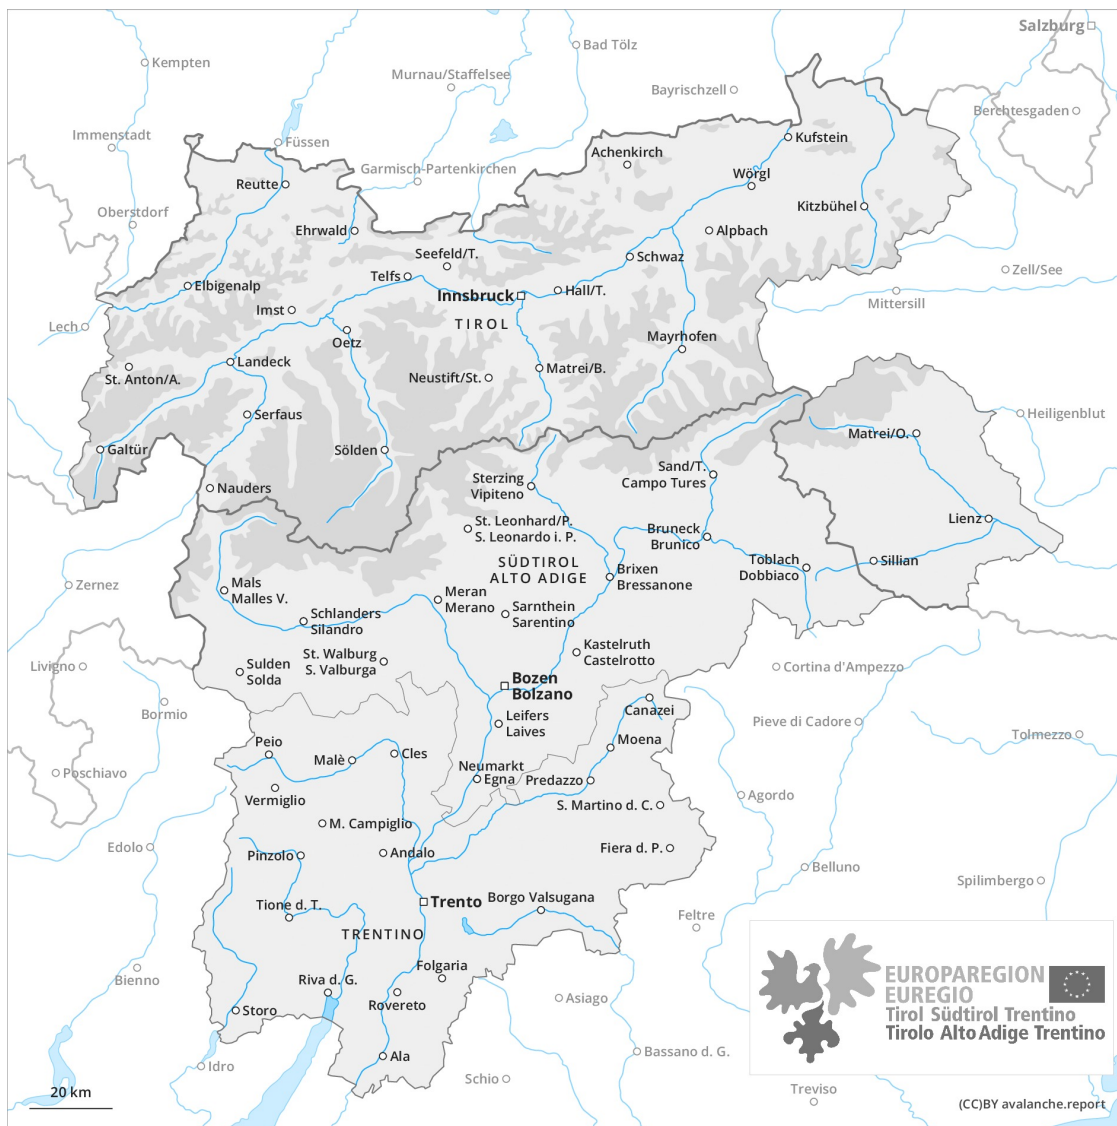 Salzburg
Bad Tölz
Kempten
Murnau/Staffelsee
Bayrischzell
Berchtesgaden
Immenstadt
Füssen
Kufstein
Achenkirch
Garmisch-Partenkirchen
Wörgl
Reutte
Oberstdorf
Kitzbühel
Ehrwald
Alpbach
Seefeld/T.
Schwaz
Telfs
Zell/See
Elbigenalp
Hall/T.
Innsbruck
Mittersill
Imst
TIROL
Lech
Oetz
Mayrhofen
Landeck
Matrei/B.
St. Anton/A.
Neustift/St.
Serfaus
Heiligenblut
Matrei/O.
Galtür
Sölden
Sand/T.
Campo Tures
Sterzing
Vipiteno
Nauders
Lienz
St. Leonhard/P.
S. Leonardo i. P.
Bruneck
Brunico
SÜDTIROL
ALTO ADIGE
Toblach
Dobbiaco
Sillian
Brixen
Bressanone
Zernez
Mals
Malles V.
Meran
Merano
Schlanders
Silandro
Sarnthein
Sarentino
Kastelruth
Castelrotto
St. Walburg
S. Valburga
Livigno
Sulden
Solda
Cortina d'Ampezzo
Bozen
Bolzano
Bormio
Canazei
Leifers
Laives
Pieve di Cadore
Tolmezzo
Moena
Peio
Cles
Malè
Poschiavo
Neumarkt
Egna
Predazzo
Vermiglio
Agordo
S. Martino d. C.
M. Campiglio
Edolo
Fiera d. P.
Pinzolo
Andalo
Belluno
Spilimbergo
Tione d. T.
Trento
Borgo Valsugana
Feltre
TRENTINO
Folgaria
Bienno
Riva d. G.
Rovereto
Asiago
Storo
EUROPAREGION
EUREGIO
Tirol Südtirol Trentino
Tirolo Alto Adige Trentino
Ala
Bassano d. G.
Idro
Schio
Treviso
20 km
(CC)BY avalanche.report